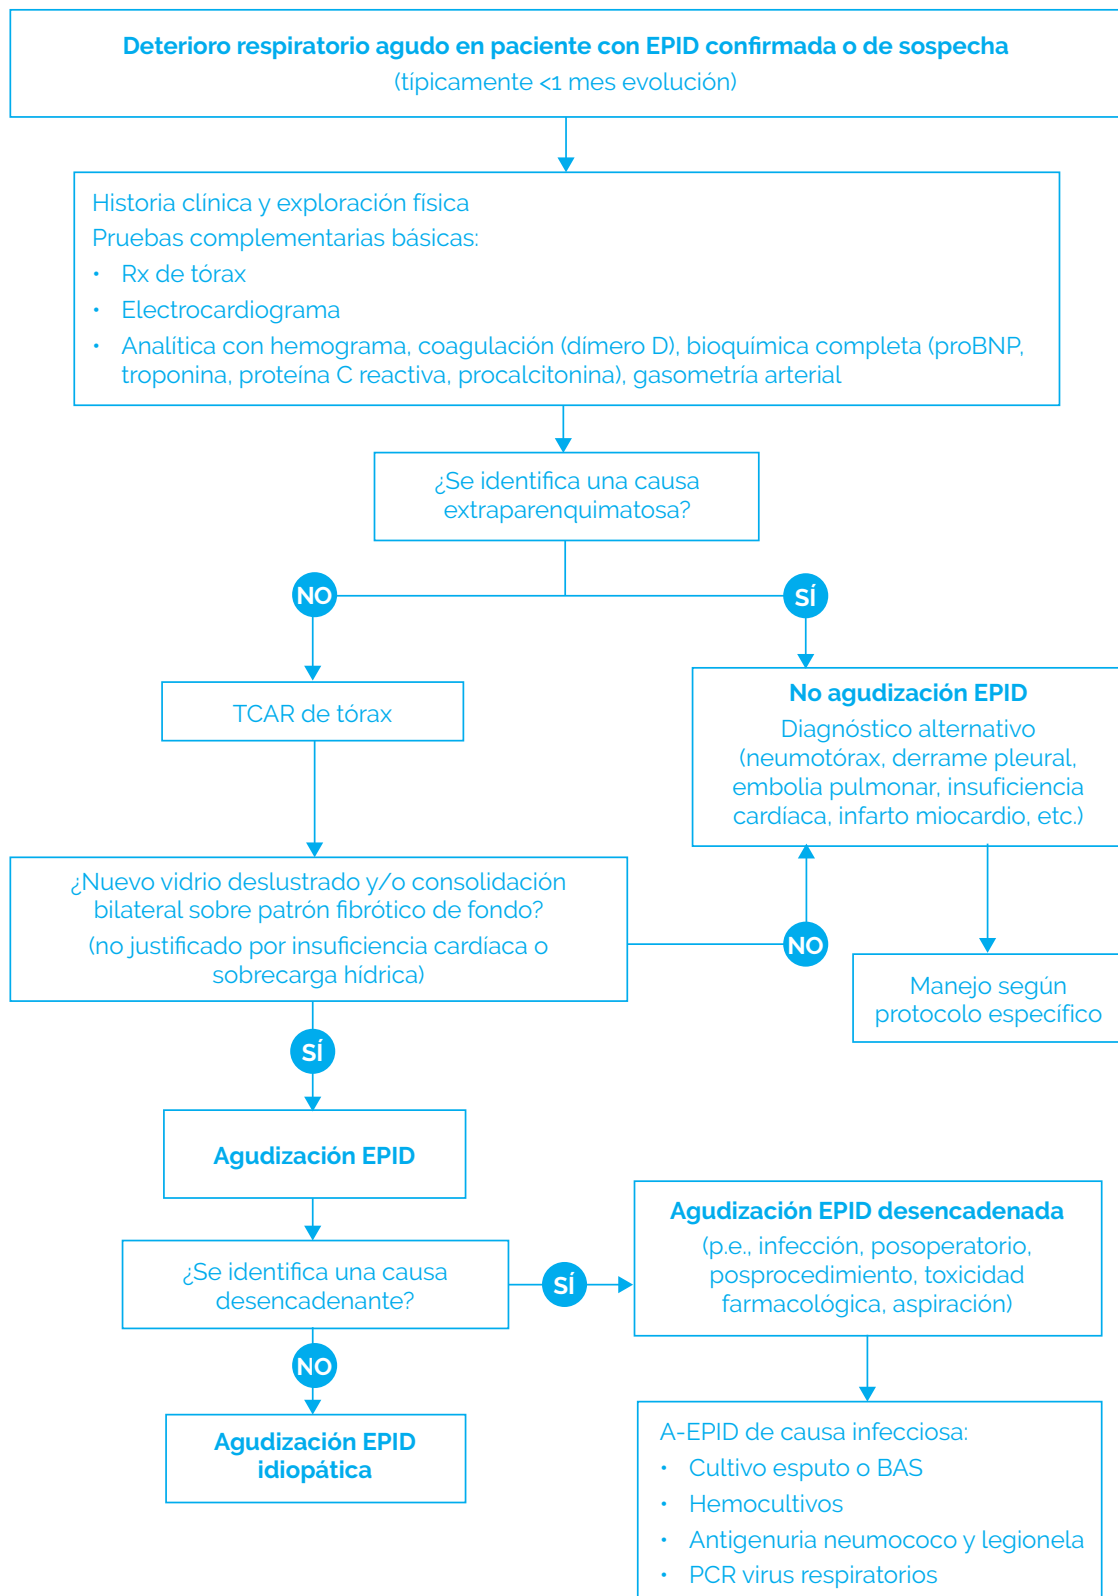 Deterioro respiratorio agudo en paciente con EPID confirmada o de sospecha
(típicamente <1 mes evolución)
Historia clínica y exploración física
Pruebas complementarias básicas:
• Rx de tórax
• Electrocardiograma
• Analítica con hemograma, coagulación (dímero D), bioquímica completa (proBNP,
troponina, proteína C reactiva, procalcitonina), gasometría arterial
¿Se identifica una causa
extraparenquimatosa?
NO
SÍ
TCAR de tórax
No agudización EPID
Diagnóstico alternativo
(neumotórax, derrame pleural,
embolia pulmonar, insuficiencia
cardíaca, infarto miocardio, etc.)
¿Nuevo vidrio deslustrado y/o consolidación
bilateral sobre patrón fibrótico de fondo?
(no justificado por insuficiencia cardíaca o
sobrecarga hídrica)
NO
Manejo según
protocolo específico
SÍ
Agudización EPID
¿Se identifica una causa
desencadenante?
SÍ
Agudización EPID desencadenada
(p.e., infección, posoperatorio,
posprocedimiento, toxicidad
farmacológica, aspiración)
NO
Agudización EPID
idiopática
A-EPID de causa infecciosa:
• Cultivo esputo o BAS
• Hemocultivos
• Antigenuria neumococo y legionela
• PCR virus respiratorios